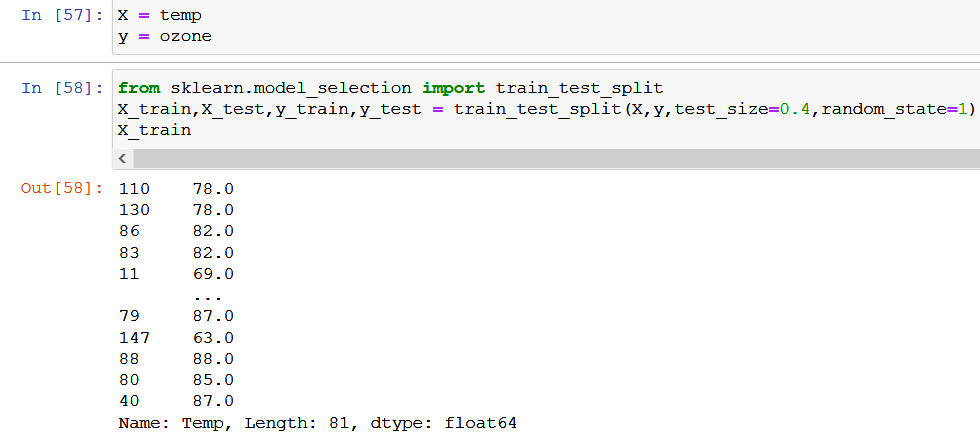 In [57]: X = temp
y = ozone
In [58]: from sklearn.model_selection import train_test_split
X_train,X_test,y_train,y_test = train_test_split(X,y,test_size=0.4,random_state=1)
X_train
Out[58]: 110 78.0
130 78.0
86 82.0
83 82.0
11 69.0
...
79 87.0
147 63.0
88 88.0
80 85.0
40 87.0
Name: Temp, Length: 81, dtype: float64